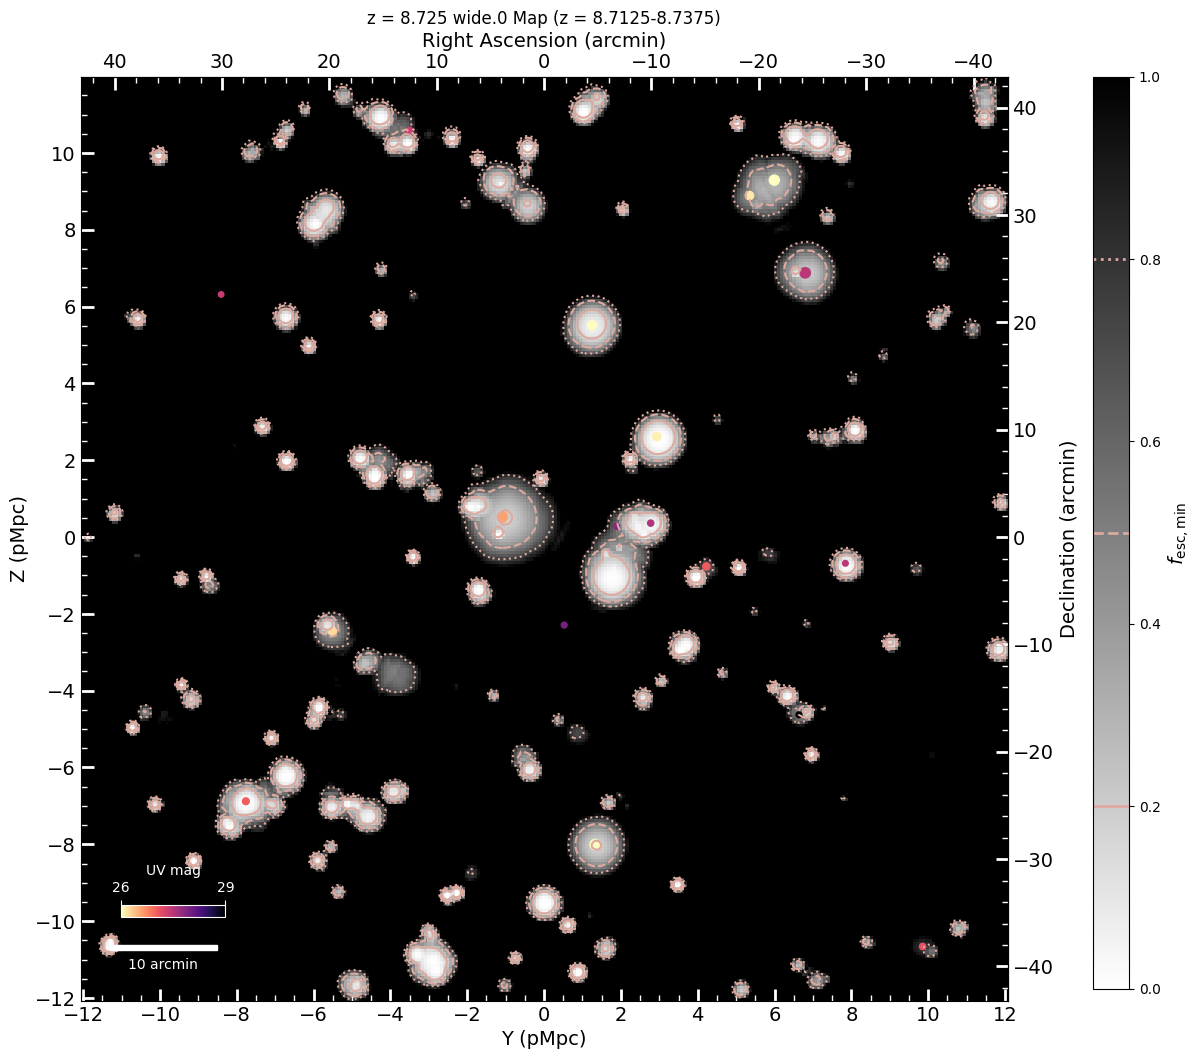 z = 8.725 wide.0 Map (z = 8.7125-8.7375)
Right Ascension (arcmin)
40 30 20 10 0 −10 −20 −30 −40
10
8
6
4
2
0
−2
−4
−6
−8
−10
−12
Z (pMpc)
40
30
20
10
0
−10
−20
−30
−40
Declination (arcmin)
UV mag
26 29
10 arcmin
−12 −10 −8 −6 −4 −2 0 2 4 6 8 10 12
Y (pMpc)
1.0
0.8
0.6
0.4
0.2
0.0
fesc,min